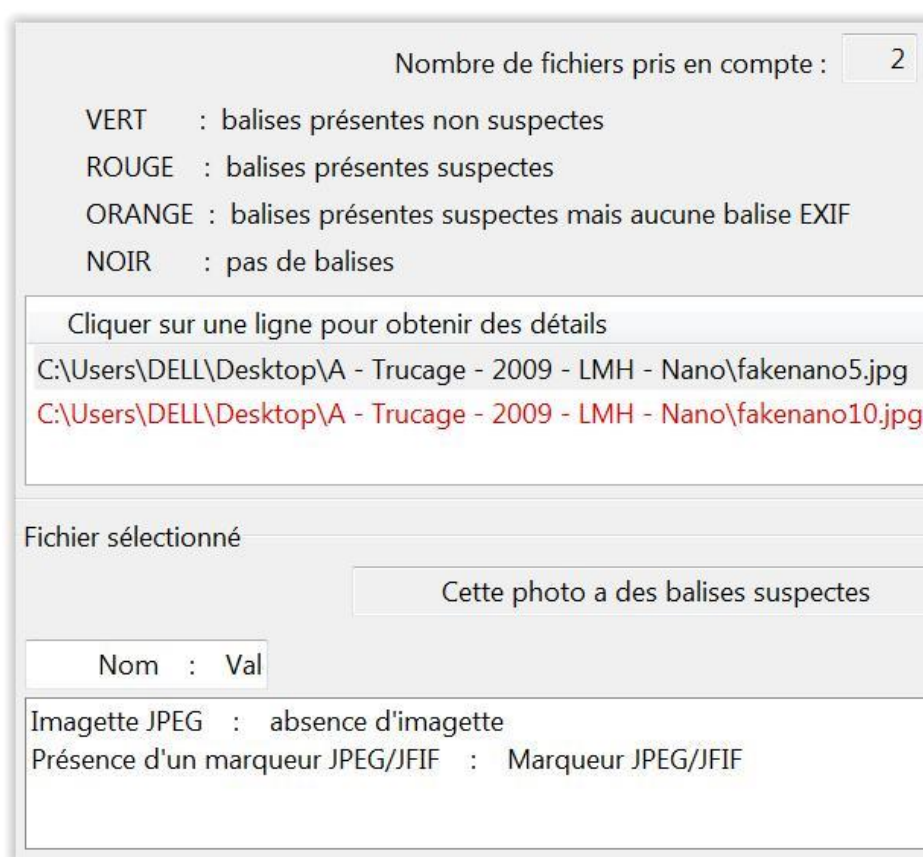 Nombre de fichiers pris en compte : 2
VERT : balises présentes non suspectes
ROUGE : balises présentes suspectes
ORANGE : balises présentes suspectes mais aucune balise EXIF
NOIR : pas de balises
Cliquer sur une ligne pour obtenir des détails
C:\Users\DELL\Desktop\A - Trucage - 2009 - LMH - Nano\fakenano5.jpg
C:\Users\DELL\Desktop\A - Trucage - 2009 - LMH - Nano\fakenano10.jpg
Fichier sélectionné
Cette photo a des balises suspectes
Nom : Val
Imagette JPEG : absence d'imagette
Présence d'un marqueur JPEG/JFIF : Marqueur JPEG/JFIF